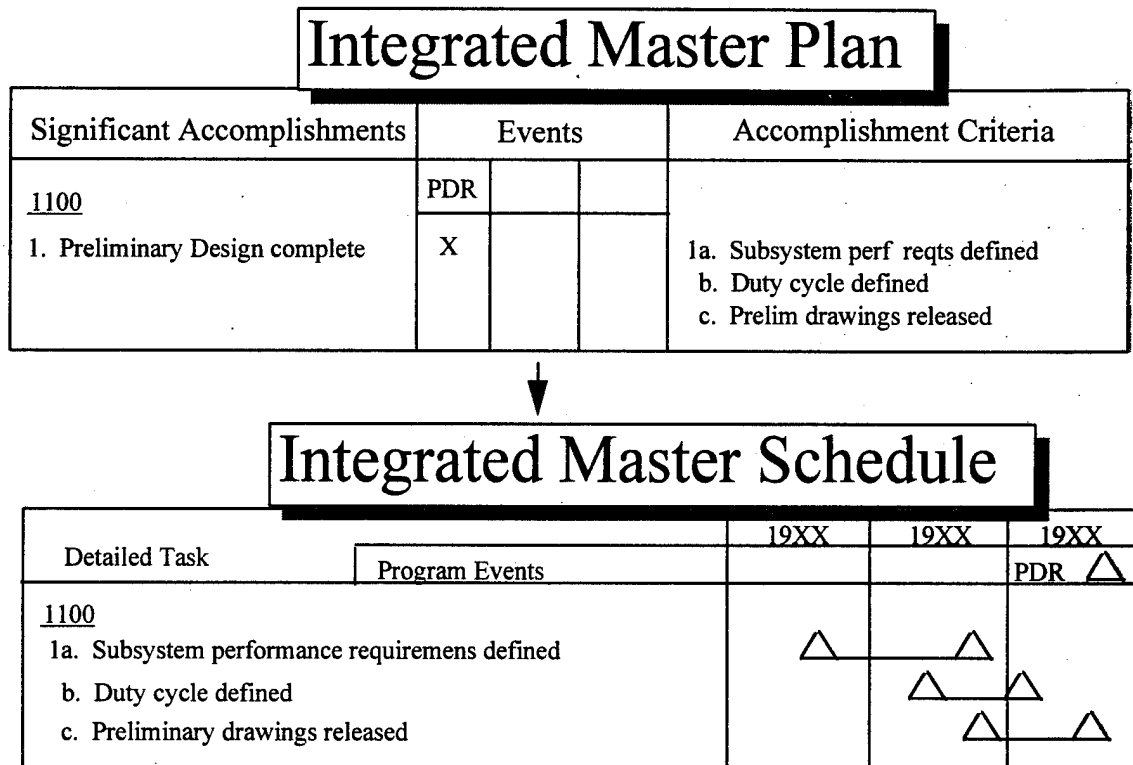 Integrated Master Plan
Significant Accomplishments Events Accomplishment Criteria
PDR
1100
1. Preliminary Design complete X 1a. Subsystem perf reqts defined
b. Duty cycle defined
c. Prelim drawings released
Integrated Master Schedule
19XX 19XX 19XX
Detailed Task
Program Events PDR
1100
1a. Subsystem performance requiremens defined
b. Duty cycle defined
c. Preliminary drawings released